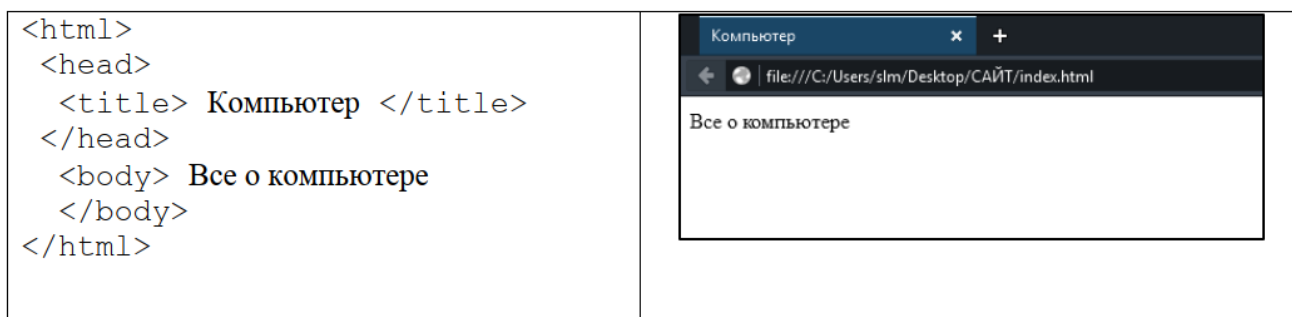 <html>
<head>
<title> Компьютер </title>
</head>
<body> Все о компьютере
</body>
</html>
Компьютер × +
file:///C:/Users/slm/Desktop/САЙТ/index.html
Все о компьютере